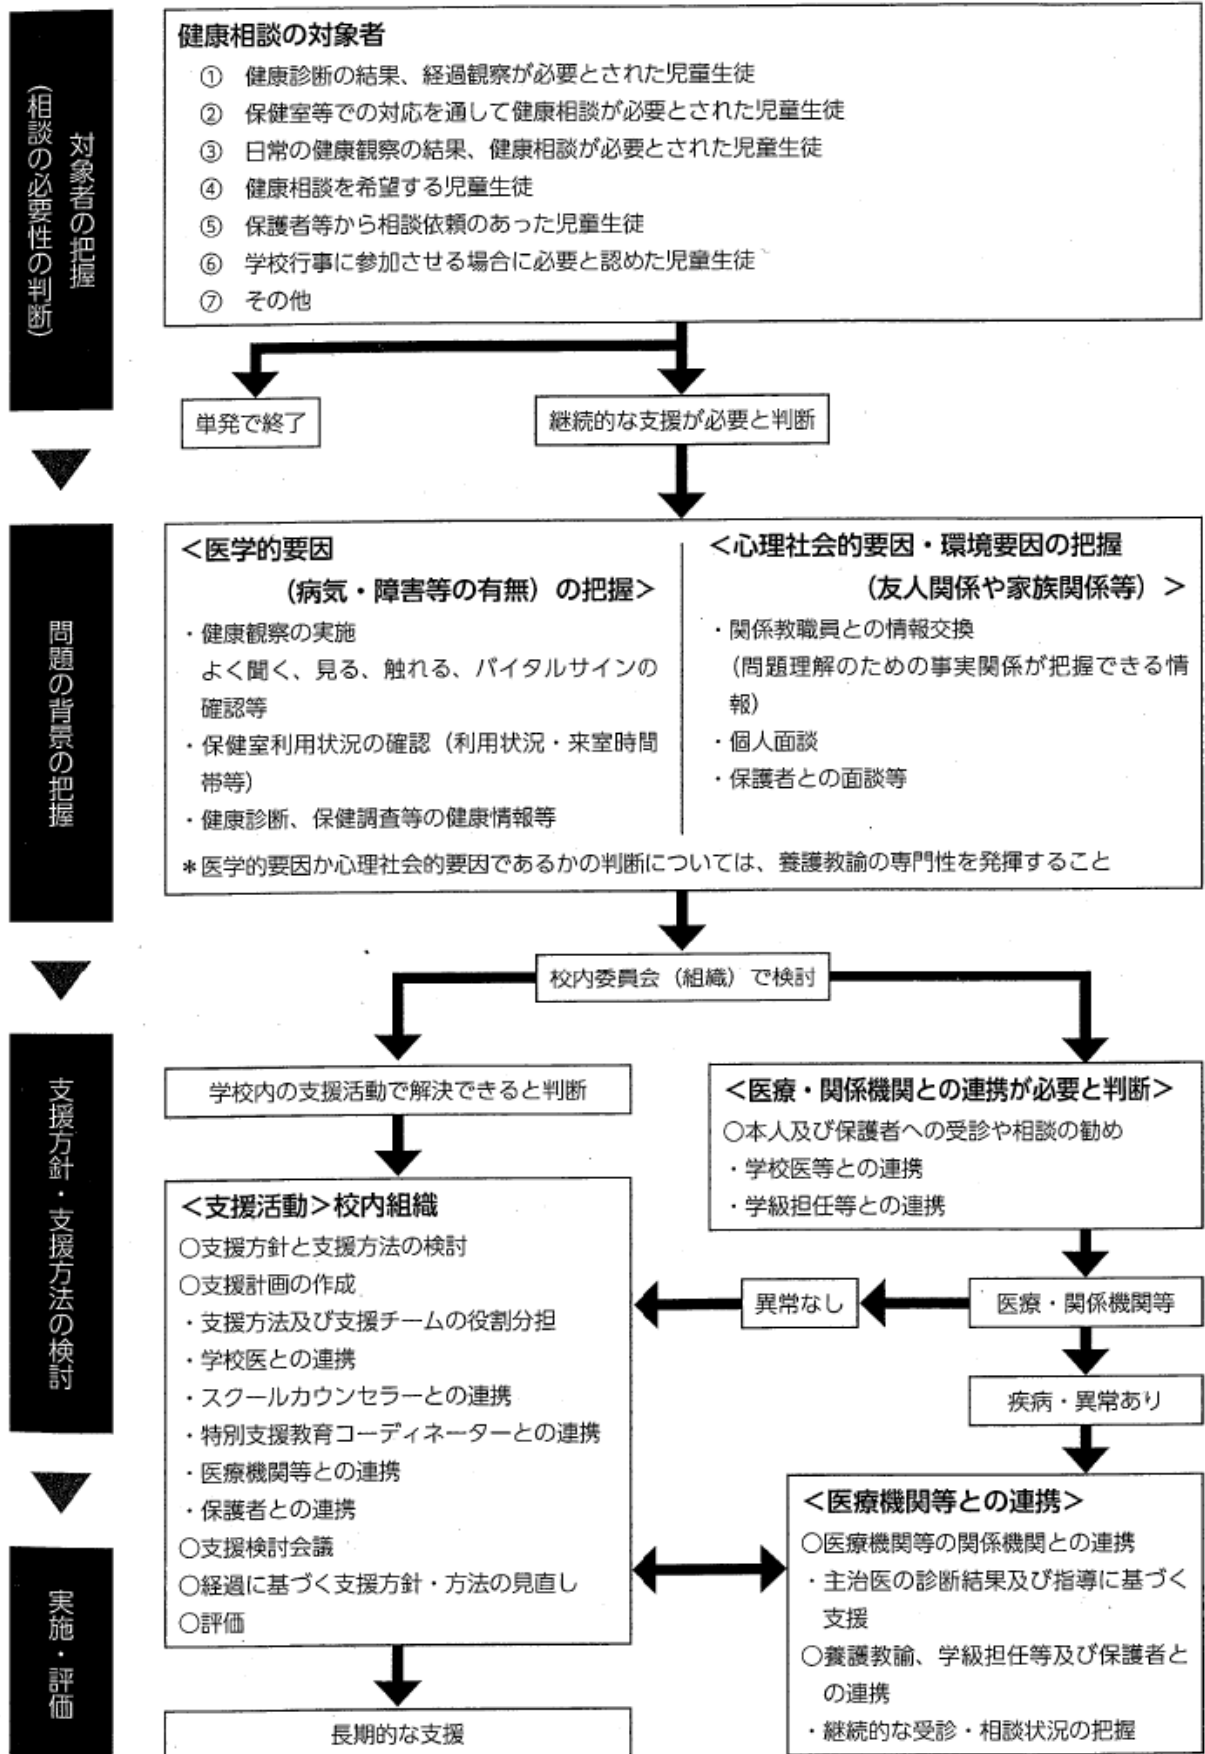 対象者の把握
(相談の必要性の判断)
健康相談の対象者
① 健康診断の結果、経過観察が必要とされた児童生徒
② 保健室等での対応を通して健康相談が必要とされた児童生徒
③ 日常の健康観察の結果、健康相談が必要とされた児童生徒
④ 健康相談を希望する児童生徒
⑤ 保護者等から相談依頼のあった児童生徒
⑥ 学校行事に参加させる場合に必要と認めた児童生徒
⑦ その他
単発で終了
継続的な支援が必要と判断
問題の背景の把握
＜医学的要因
(病気・障害等の有無)の把握＞
・健康観察の実施
よく聞く、見る、触れる、バイタルサインの
確認等
・保健室利用状況の確認（利用状況・来室時間
帯等）
・健康診断、保健調査等の健康情報等
＜心理社会的要因・環境要因の把握
（友人関係や家族関係等）＞
・関係教職員との情報交換
（問題理解のための事実関係が把握できる情
報）
・個人面談
・保護者との面談等
＊医学的要因か心理社会的要因であるかの判断については、養護教諭の専門性を発揮すること
校内委員会（組織）で検討
支援方針・支援方法の検討
学校内の支援活動で解決できると判断
＜医療・関係機関との連携が必要と判断＞
○本人及び保護者への受診や相談の勧め
・学校医等との連携
・学級担任等との連携
＜支援活動＞校内組織
○支援方針と支援方法の検討
○支援計画の作成
・支援方法及び支援チームの役割分担
・学校医との連携
・スクールカウンセラーとの連携
・特別支援教育コーディネーターとの連携
・医療機関等との連携
・保護者との連携
○支援検討会議
○経過に基づく支援方針・方法の見直し
○評価
異常なし
医療・関係機関等
疾病・異常あり
実施・評価
＜医療機関等との連携＞
○医療機関等の関係機関との連携
・主治医の診断結果及び指導に基づく
支援
○養護教諭、学級担任等及び保護者と
の連携
・継続的な受診・相談状況の把握
長期的な支援